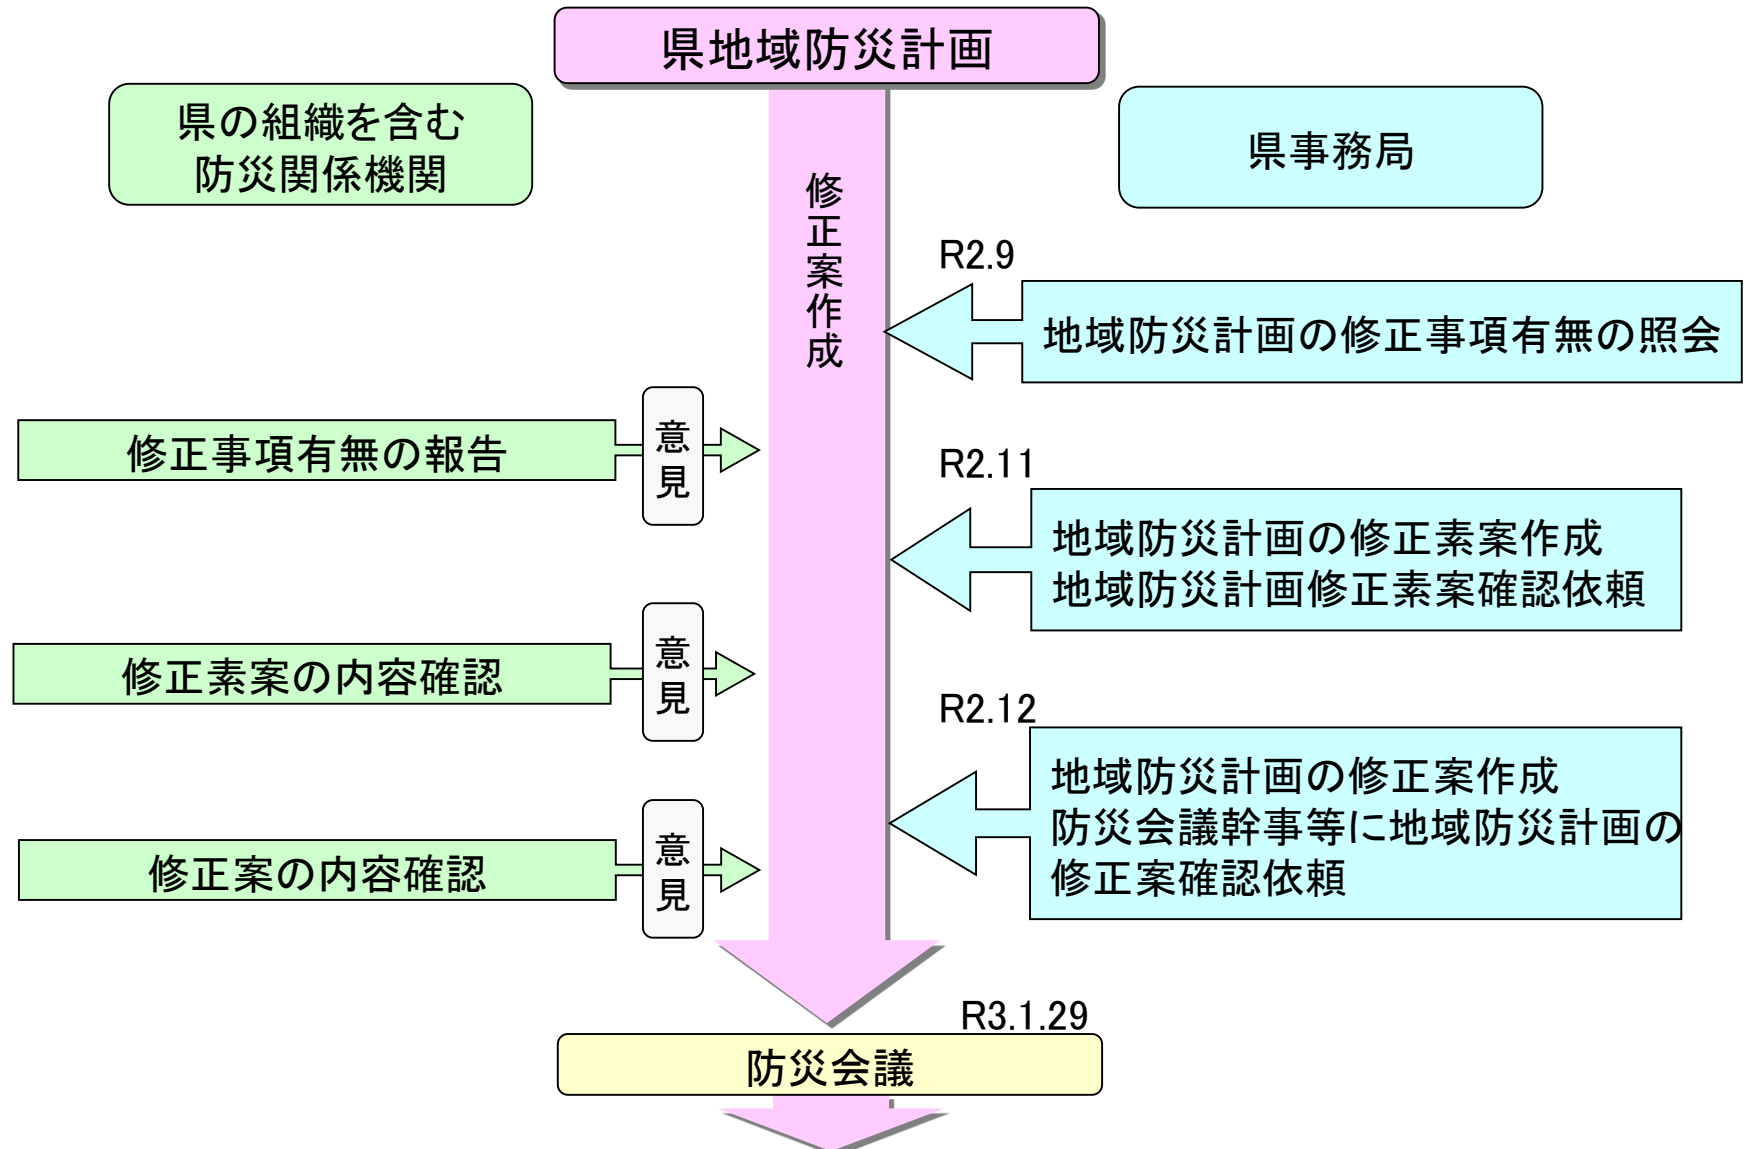 県地域防災計画
県の組織を含む
防災関係機関
県事務局
修正案作成
R2.9
地域防災計画の修正事項有無の照会
修正事項有無の報告
意見
R2.11
地域防災計画の修正素案作成
地域防災計画修正素案確認依頼
修正素案の内容確認
意見
R2.12
地域防災計画の修正案作成
防災会議幹事等に地域防災計画の
修正案確認依頼
修正案の内容確認
意見
R3.1.29
防災会議